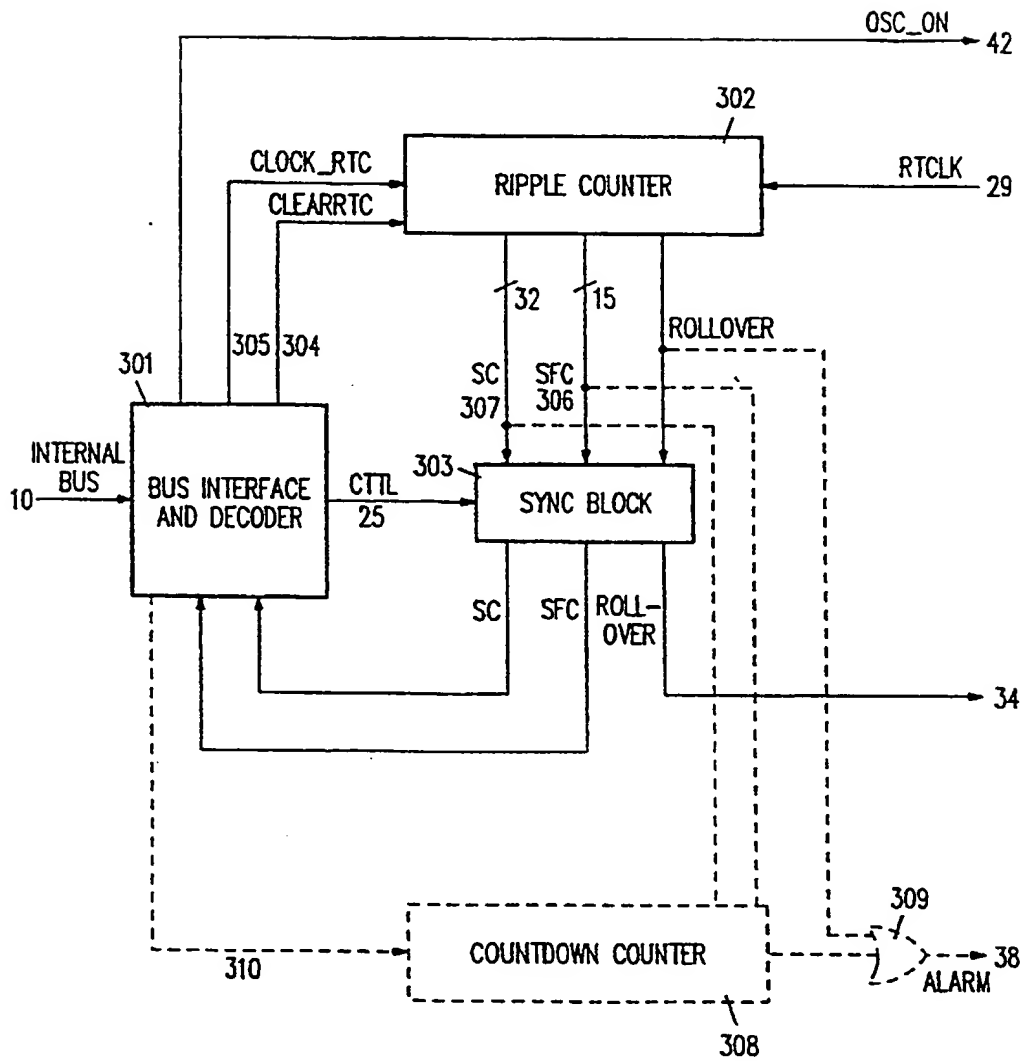 OSC_ON
42
302
CLOCK_RTC
RIPPLE COUNTER
RTCLK
29
CLEARRTC
32
15
ROLLOVER
305
304
301
SC
307
SFC
306
INTERNAL
BUS
10
BUS INTERFACE
AND DECODER
CTTL
25
303
SYNC BLOCK
SC
SFC
ROLL-
OVER
34
309
310
COUNTDOWN COUNTER
38
ALARM
308